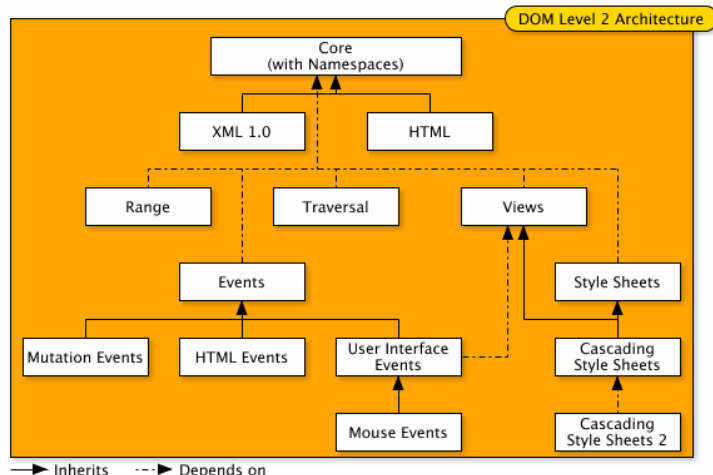 DOM Level 2 Architecture
Core
(with Namespaces)
XML 1.0
HTML
Range
Traversal
Views
Events
Style Sheets
Mutation Events
HTML Events
User Interface
Events
Cascading
Style Sheets
Mouse Events
Cascading
Style Sheets 2
Inherits
Depends on